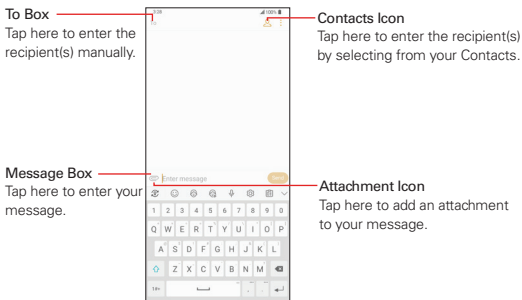 To Box
Tap here to enter the
recipient(s) manually.
Contacts Icon
Tap here to enter the recipient(s)
by selecting from your Contacts.
100%
To
Message Box
Tap here to enter your
message.
Enter message
Send
Attachment Icon
Tap here to add an attachment
to your message.
1 2 3 4 5 6 7 8 9 0
Q W E R T Y U I O P
A S D F G H J K L
Z X C V B N M